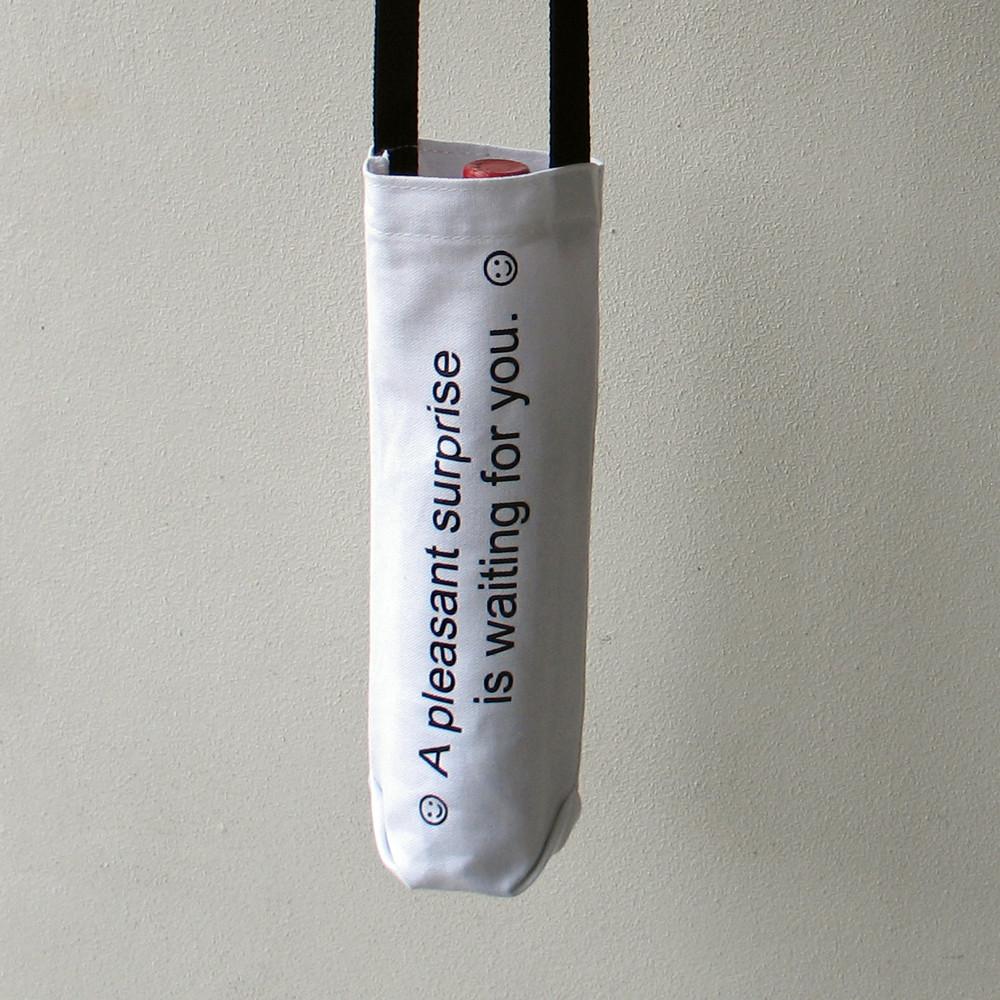 ☺ A pleasant surprise
is waiting for you. ☺